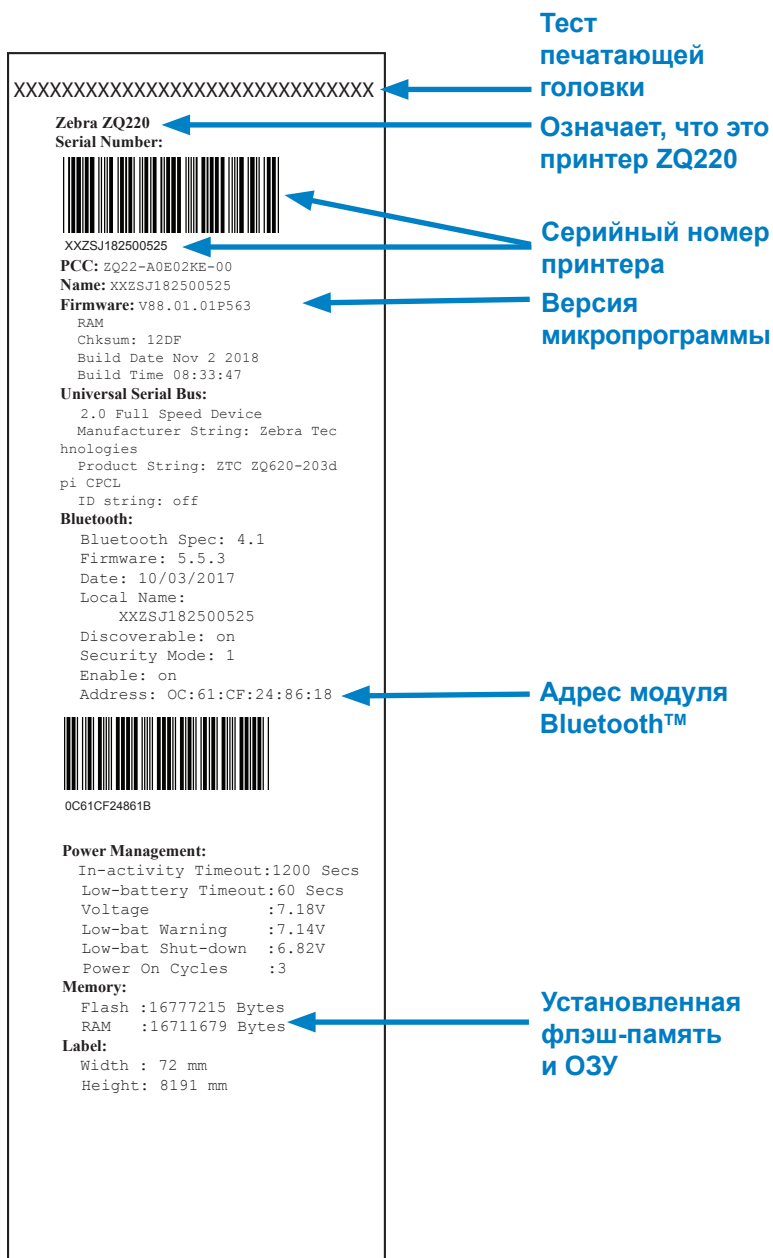 Тест
печатающей
головки
XXXXXXXXXXXXXXXXXXXXXXXXXXXXXX
Zebra ZQ220
Означает, что это
принтер ZQ220
Serial Number:
XXZSJ182500525
Серийный номер
принтера
PCC: ZQ22-A0E02KE-00
Name: XXZSJ182500525
Firmware: V88.01.01P563
Версия
микропрограммы
RAM
Chksum: 12DF
Build Date Nov 2 2018
Build Time 08:33:47
Universal Serial Bus:
2.0 Full Speed Device
Manufacturer String: Zebra Tec
hnologies
Product String: ZTC ZQ620-203d
pi CPCL
ID string: off
Bluetooth:
Bluetooth Spec: 4.1
Firmware: 5.5.3
Date: 10/03/2017
Local Name:
XXZSJ182500525
Discoverable: on
Security Mode: 1
Enable: on
Address: OC:61:CF:24:86:18
Адрес модуля
Bluetooth™
0C61CF24861B
Power Management:
In-activity Timeout:1200 Secs
Low-battery Timeout:60 Secs
Voltage :7.18V
Low-bat Warning :7.14V
Low-bat Shut-down :6.82V
Power On Cycles :3
Memory:
Flash :16777215 Bytes
RAM :16711679 Bytes
Установленная
флэш-память
и ОЗУ
Label:
Width : 72 mm
Height: 8191 mm